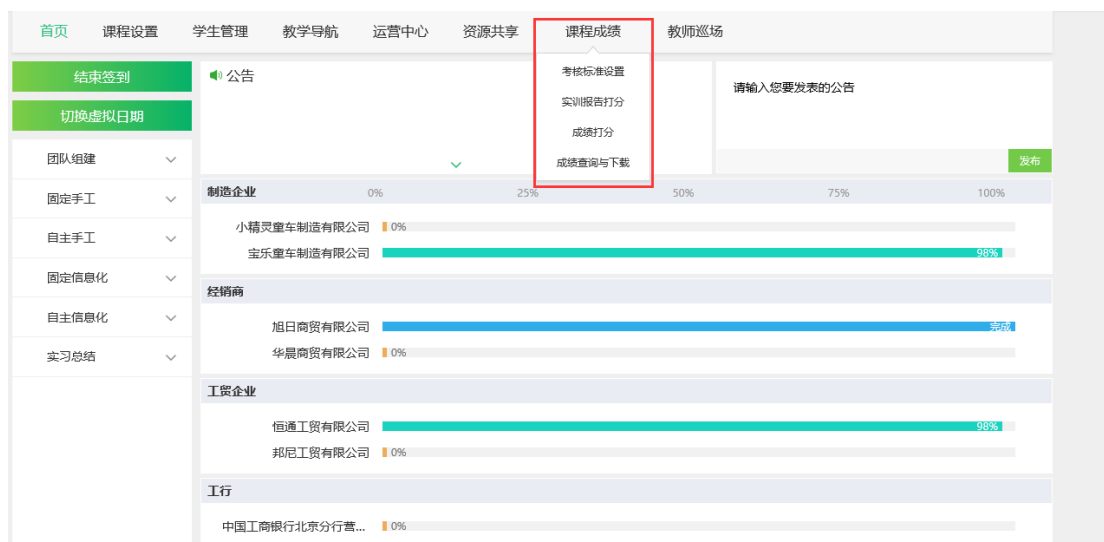 首页 课程设置 学生管理 教学导航 运营中心 资源共享 课程成绩 教师巡场
结束签到
切换虚拟日期
团队组建
固定手工
自主手工
固定信息化
自主信息化
实习总结
公告
考核标准设置
实训报告打分
成绩打分
成绩查询与下载
请输入您要发表的公告
发布
制造企业 0% 25% 50% 75% 100%
小精灵童车制造有限公司 0%
宝乐童车制造有限公司 98%
经销商
旭日商贸有限公司 完成
华晨商贸有限公司 0%
工贸企业
恒通工贸有限公司 98%
邦尼工贸有限公司 0%
工行
中国工商银行北京分行营... 0%